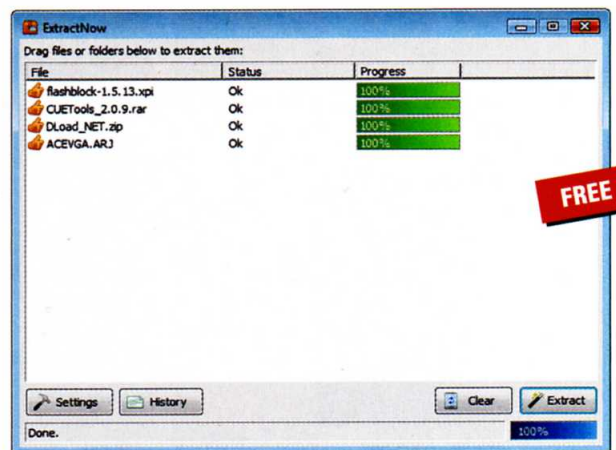 ExtractNow
Drag files or folders below to extract them:
File Status Progress
flashblock-1.5.13.xpi Ok 100%
CUETools_2.0.9.rar Ok 100%
DLoad_NET.zip Ok 100%
ACEVGA.ARJ Ok 100%
FREE
Settings History Clear Extract
Done. 100%